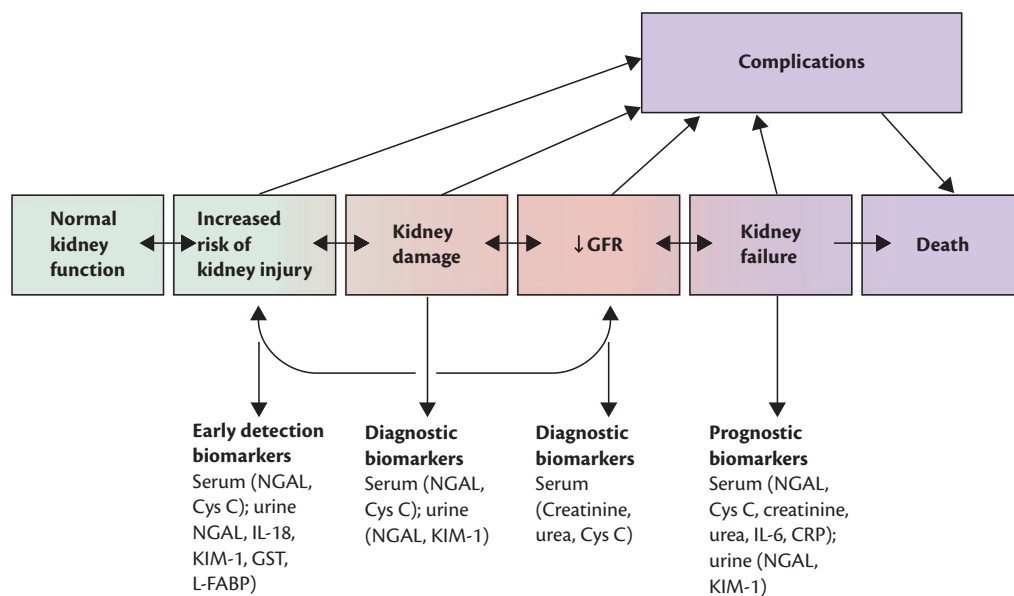 Complications
Normal
kidney
function
Increased
risk of
kidney injury
Kidney
damage
↓GFR
Kidney
failure
Death
Early detection
biomarkers
Serum (NGAL,
Cys C); urine
NGAL, IL-18,
KIM-1, GST,
L-FABP)
Diagnostic
biomarkers
Serum (NGAL,
Cys C); urine
(NGAL, KIM-1)
Diagnostic
biomarkers
Serum
(Creatinine,
urea, Cys C)
Prognostic
biomarkers
Serum (NGAL,
Cys C, creatinine,
urea, IL-6, CRP);
urine (NGAL,
KIM-1)